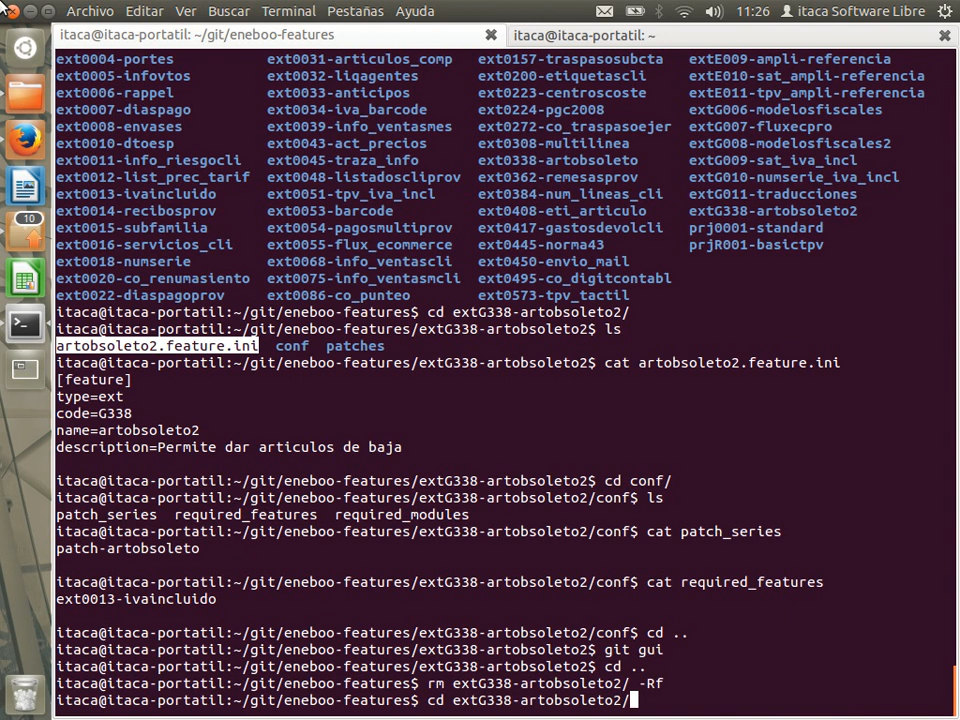 Archivo Editar Ver Buscar Terminal Pestañas Ayuda 11:26 itaca Software Libre
itaca@itaca-portatil: ~/git/eneboo-features itaca@itaca-portatil: ~
ext0004-portes ext0031-articulos_comp ext0157-traspasosubcta extE009-ampli-referencia
ext0005-infovtos ext0032-liqagentes ext0200-etiquetascli extE010-sat_ampli-referencia
ext0006-rappel ext0033-anticipos ext0223-centroscoste extE011-tpv_ampli-referencia
ext0007-diaspago ext0034-iva_barcode ext0224-pgc2008 extG006-modelosfiscales
ext0008-envases ext0039-info_ventasmes ext0272-co_traspasoejer extG007-fluxecpro
ext0010-dtoesp ext0043-act_precios ext0308-multilinea extG008-modelosfiscales2
ext0011-info_riesgocli ext0045-traza_info ext0338-artobsoleto extG009-sat_iva_incl
ext0012-list_prec_tarif ext0048-listadoscliprov ext0362-remesasprov extG010-numserie_iva_incl
ext0013-ivaincluido ext0051-tpv_iva_incl ext0384-num_lineas_cli extG011-traducciones
ext0014-recibosprov ext0053-barcode ext0408-eti_articulo extG338-artobsoleto2
ext0015-subfamilia ext0054-pagosmultiprov ext0417-gastosdevolcli prj0001-standard
ext0016-servicios_cli ext0055-flux_ecommerce ext0445-norma43 prjR001-basictpv
ext0018-numserie ext0068-info_ventascli ext0450-envio_mail
ext0020-co_renumasiento ext0075-info_ventasmcli ext0495-co_digitcontabl
ext0022-diaspagoprov ext0086-co_punteo ext0573-tpv_tactil
itaca@itaca-portatil:~/git/eneboo-features$ cd extG338-artobsoleto2/
itaca@itaca-portatil:~/git/eneboo-features/extG338-artobsoleto2$ ls
artobsoleto2.feature.ini conf patches
itaca@itaca-portatil:~/git/eneboo-features/extG338-artobsoleto2$ cat artobsoleto2.feature.ini
[feature]
type=ext
code=G338
name=artobsoleto2
description=Permite dar articulos de baja
itaca@itaca-portatil:~/git/eneboo-features/extG338-artobsoleto2$ cd conf/
itaca@itaca-portatil:~/git/eneboo-features/extG338-artobsoleto2/conf$ ls
patch_series required_features required_modules
itaca@itaca-portatil:~/git/eneboo-features/extG338-artobsoleto2/conf$ cat patch_series
patch-artobsoleto
itaca@itaca-portatil:~/git/eneboo-features/extG338-artobsoleto2/conf$ cat required_features
ext0013-ivaincluido
itaca@itaca-portatil:~/git/eneboo-features/extG338-artobsoleto2/conf$ cd ..
itaca@itaca-portatil:~/git/eneboo-features/extG338-artobsoleto2$ git gui
itaca@itaca-portatil:~/git/eneboo-features/extG338-artobsoleto2$ cd ..
itaca@itaca-portatil:~/git/eneboo-features$ rm extG338-artobsoleto2/ -Rf
itaca@itaca-portatil:~/git/eneboo-features$ cd extG338-artobsoleto2/
10